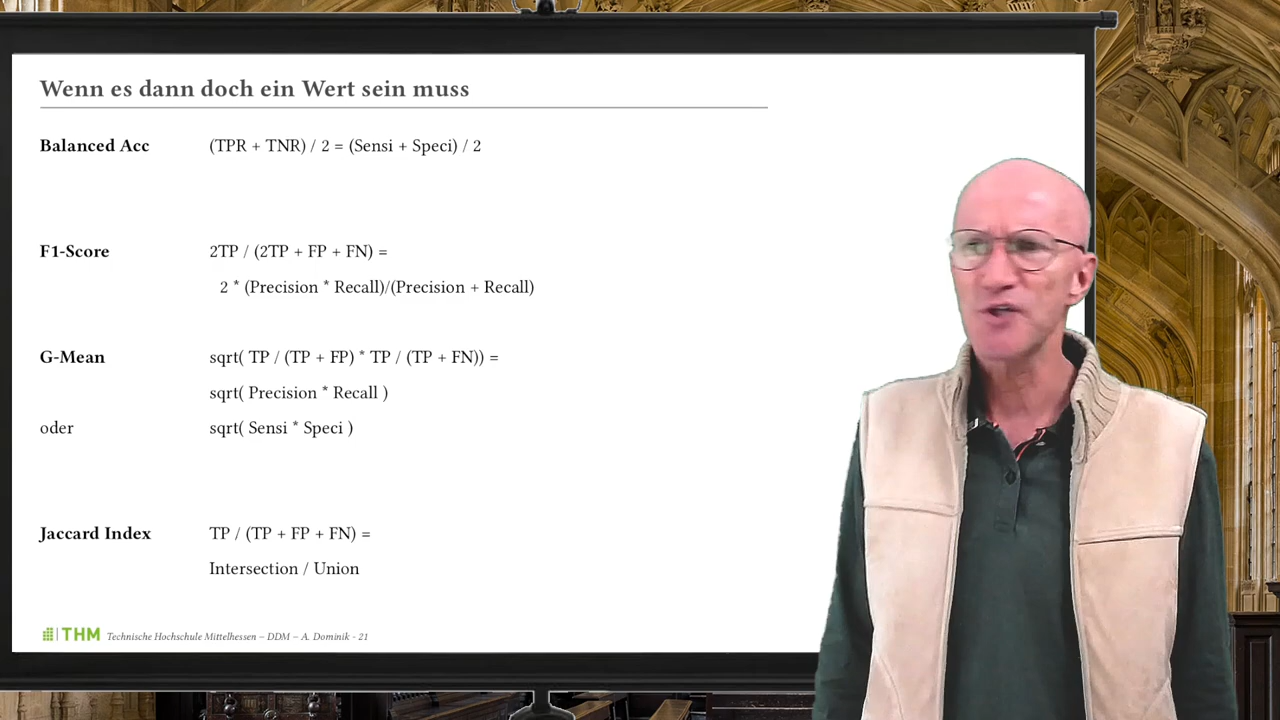 Wenn es dann doch ein Wert sein muss
Balanced Acc (TPR + TNR) / 2 = (Sensi + Speci) / 2
F1-Score 2TP / (2TP + FP + FN) =
2 * (Precision * Recall)/(Precision + Recall)
G-Mean sqrt( TP / (TP + FP) * TP / (TP + FN)) =
sqrt( Precision * Recall )
oder sqrt( Sensi * Speci )
Jaccard Index TP / (TP + FP + FN) =
Intersection / Union
THM Technische Hochschule Mittelhessen – DDM – A. Dominik - 21